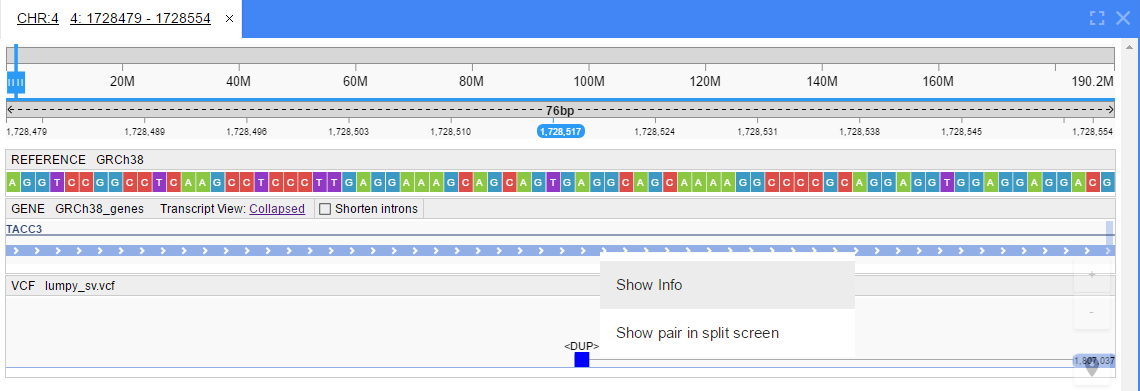 CHR:4 4: 1728479 - 1728554 ×
20M 40M 60M 80M 100M 120M 140M 160M 190.2M
76bp
1,728,479 1,728,489 1,728,496 1,728,503 1,728,510 1,728,517 1,728,524 1,728,531 1,728,538 1,728,545 1,728,554
REFERENCE GRCh38
AGGTCCGGCCTCAAGCCTCCCTTGAGGAAAGCAGCAGTGAGGCAGCAAAAGGCCCCGCAGGAGGTGGAGGAGGACG
GENE GRCh38_genes Transcript View: Collapsed Shorten introns
TACC3
VCF lumpy_sv.vcf
Show Info
Show pair in split screen
<DUP>
1,807,037
+
-